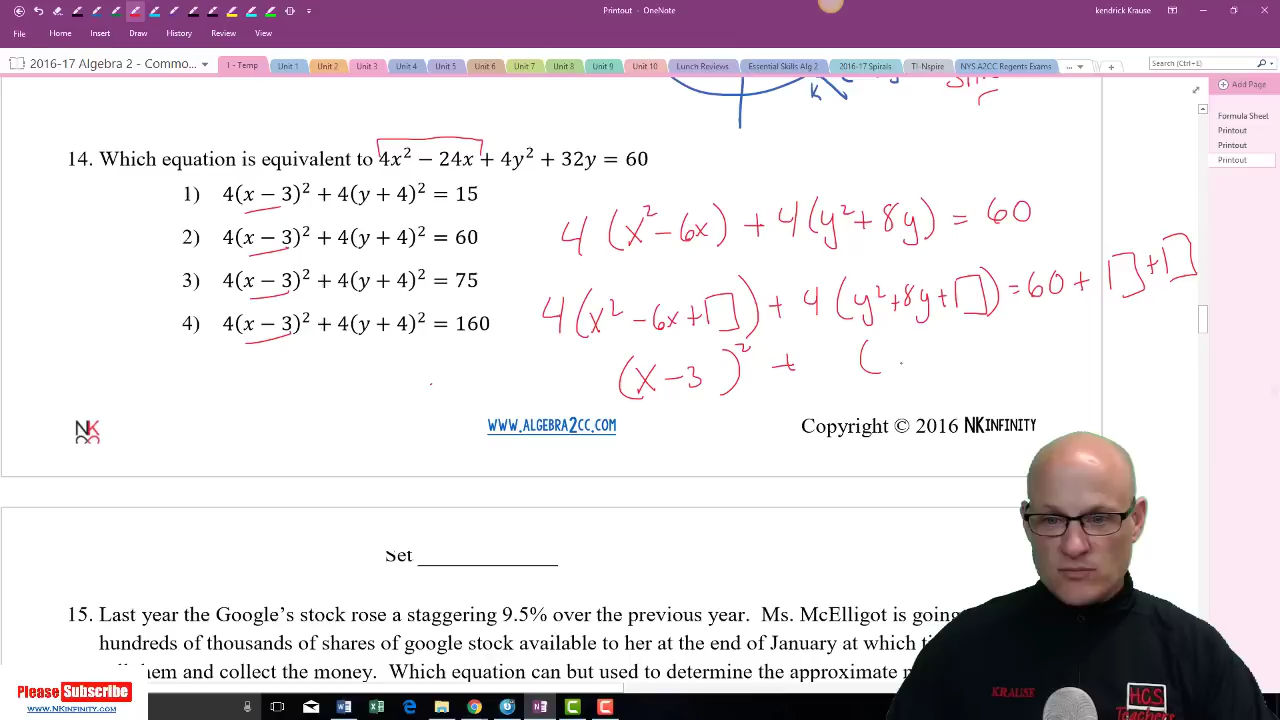 Printout - OneNote
kendrick Krause
File Home Insert Draw History Review View
2016-17 Algebra 2 - Commo...
I - Temp Unit 1 Unit 2 Unit 3 Unit 4 Unit 5 Unit 6 Unit 7 Unit 8 Unit 9 Unit 10 Lunch Reviews Essential Skills Alg 2 2016-17 Spirals TI-Nspire NYS A2CC Regents Exams ...
Search (Ctrl+E)
Add Page
Formula Sheet
Printout
Printout
Printout
K
14. Which equation is equivalent to 4x² − 24x + 4y² + 32y = 60
1) 4(x − 3)² + 4(y + 4)² = 15
2) 4(x − 3)² + 4(y + 4)² = 60
3) 4(x − 3)² + 4(y + 4)² = 75
4) 4(x − 3)² + 4(y + 4)² = 160
4(x² − 6x) + 4(y² + 8y) = 60
4(x² − 6x + □) + 4(y² + 8y + □) = 60 + □ + □
(x − 3)² + (
NK
WWW.ALGEBRA2CC.COM
Copyright © 2016 NKINFINITY
Set
15. Last year the Google’s stock rose a staggering 9.5% over the previous year. Ms. McElligot is going
hundreds of thousands of shares of google stock available to her at the end of January at which
them and collect the money. Which equation can but used to determine the approximate
Please Subscribe
www.NKinfinity.com
KRAUSE
HCS
Teachers